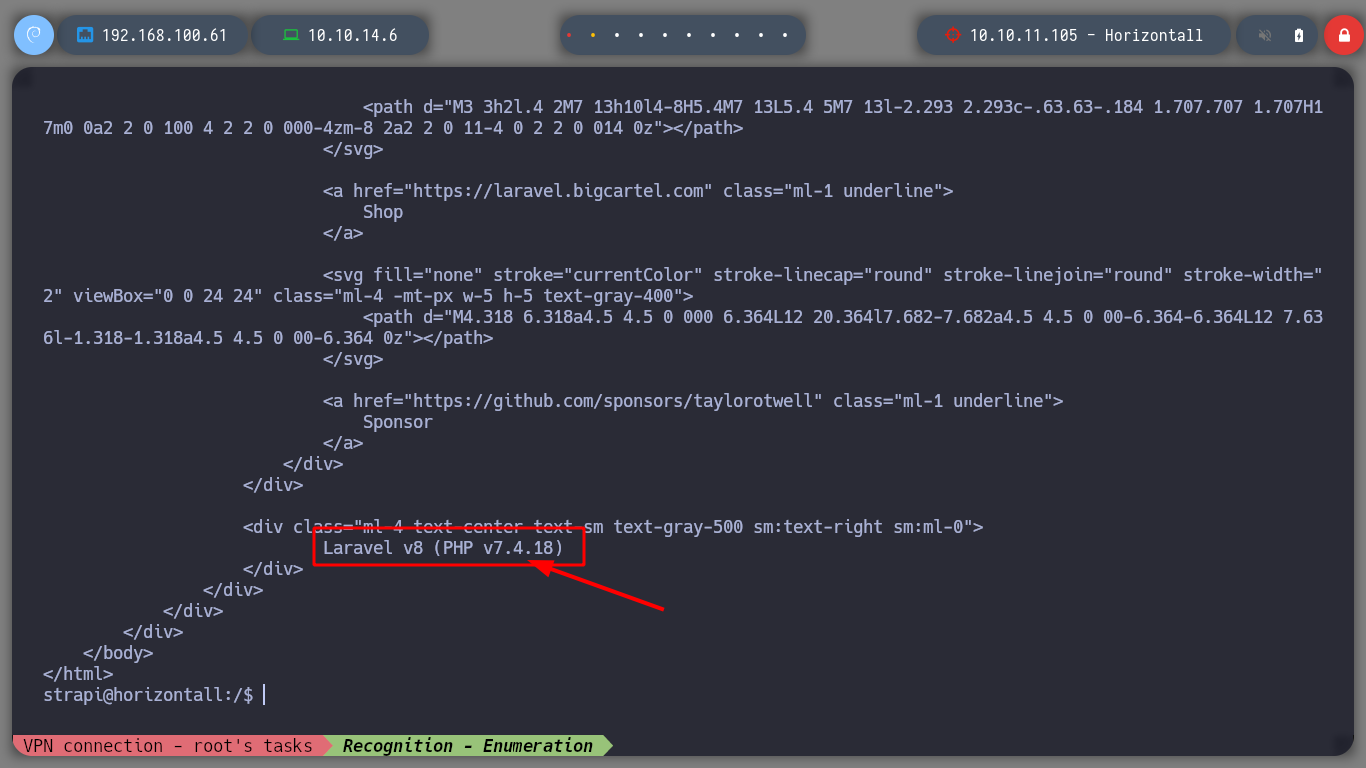 192.168.100.61
10.10.14.6
10.10.11.105 - Horizontall
<path d="M3 3h2l.4 2M7 13h10l4-8H5.4M7 13L5.4 5M7 13l-2.293 2.293c-.63.63-.184 1.707.707 1.707H1
7m0 0a2 2 0 100 4 2 2 0 000-4zm-8 2a2 2 0 11-4 0 2 2 0 014 0z"></path>
</svg>
<a href="https://laravel.bigcartel.com" class="ml-1 underline">
Shop
</a>
<svg fill="none" stroke="currentColor" stroke-linecap="round" stroke-linejoin="round" stroke-width="
2" viewBox="0 0 24 24" class="ml-4 -mt-px w-5 h-5 text-gray-400">
<path d="M4.318 6.318a4.5 4.5 0 000 6.364L12 20.364l7.682-7.682a4.5 4.5 0 00-6.364-6.364L12 7.63
6l-1.318-1.318a4.5 4.5 0 00-6.364 0z"></path>
</svg>
<a href="https://github.com/sponsors/taylorotwell" class="ml-1 underline">
Sponsor
</a>
</div>
</div>
<div class="ml-4 text-center text-sm text-gray-500 sm:text-right sm:ml-0">
Laravel v8 (PHP v7.4.18)
</div>
</div>
</div>
</div>
</body>
</html>
strapi@horizontall:/$
VPN connection - root's tasks
Recognition - Enumeration